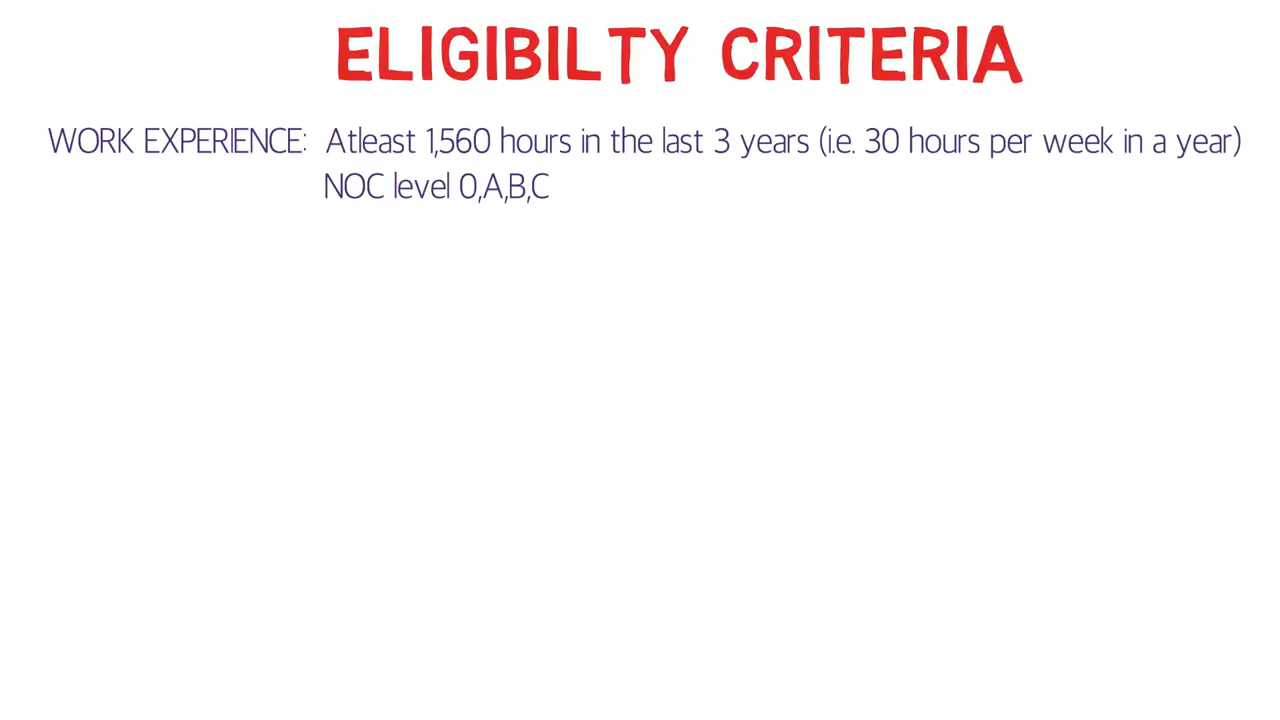 ELIGIBILTY CRITERIA
WORK EXPERIENCE: Atleast 1,560 hours in the last 3 years (i.e. 30 hours per week in a year)
NOC level 0,A,B,C